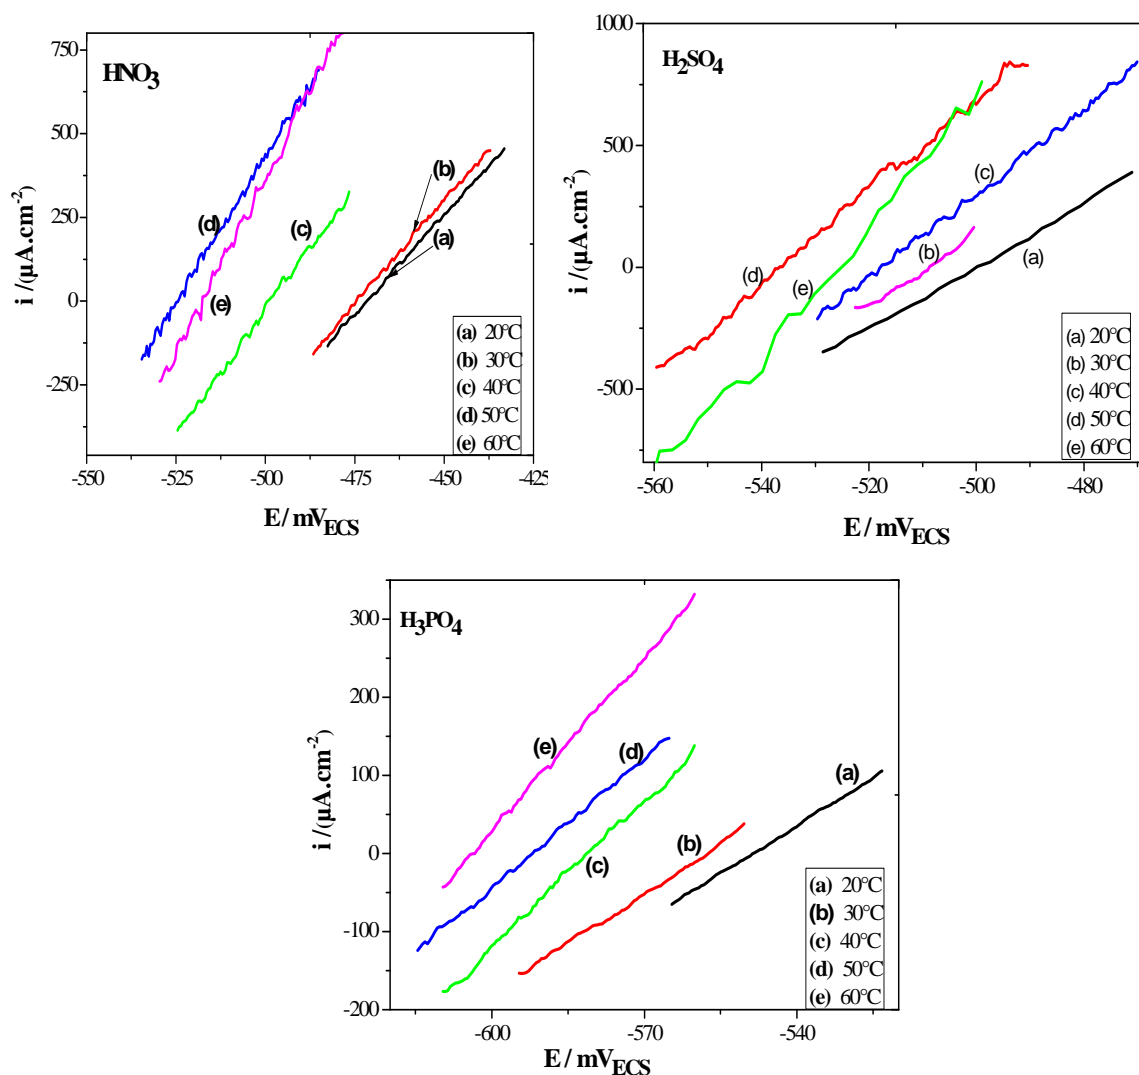 HNO3
750
500
250
0
-250
i /(µA.cm-2)
(d)
(e)
(c)
(b)
(a)
(a) 20°C
(b) 30°C
(c) 40°C
(d) 50°C
(e) 60°C
-550
-525
-500
-475
-450
-425
E / mVECS
H2SO4
1000
500
0
-500
i /(µA.cm-2)
(d)
(e)
(c)
(b)
(a)
(a) 20°C
(b) 30°C
(c) 40°C
(d) 50°C
(e) 60°C
-560
-540
-520
-500
-480
E / mVECS
H3PO4
300
200
100
0
-100
-200
i /(µA.cm-2)
(e)
(d)
(c)
(b)
(a)
(a) 20°C
(b) 30°C
(c) 40°C
(d) 50°C
(e) 60°C
-600
-570
-540
E / mVECS